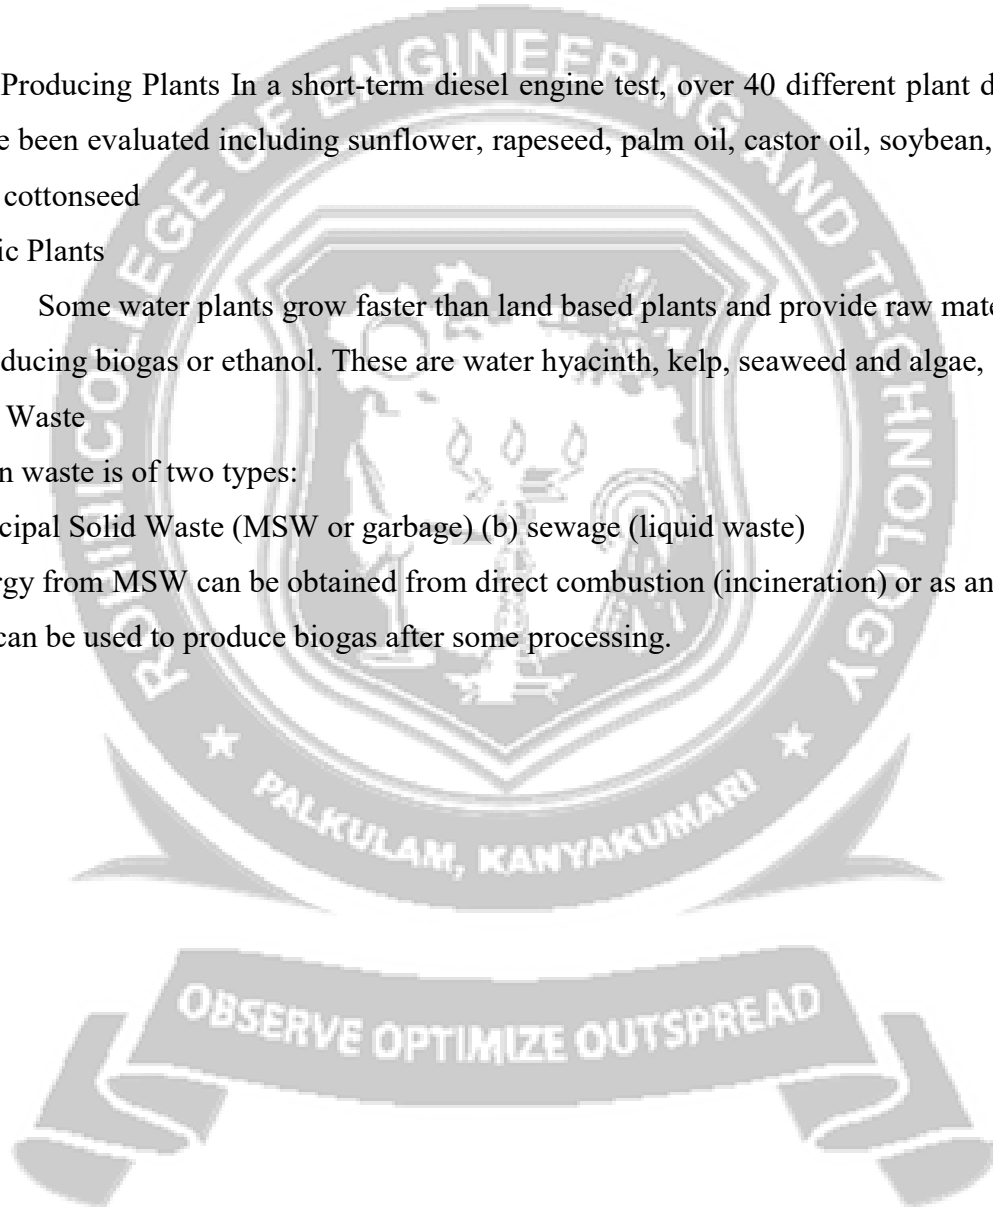 Producing Plants In a short-term diesel engine test, over 40 different plant d
e been evaluated including sunflower, rapeseed, palm oil, castor oil, soybean,
cottonseed
ic Plants
Some water plants grow faster than land based plants and provide raw mate
ducing biogas or ethanol. These are water hyacinth, kelp, seaweed and algae,
Waste
n waste is of two types:
cipal Solid Waste (MSW or garbage) (b) sewage (liquid waste)
rgy from MSW can be obtained from direct combustion (incineration) or as an
can be used to produce biogas after some processing.
ROHINI COLLEGE OF ENGINEERING AND TECHNOLOGY
PALKULAM, KANYAKUMARI
OBSERVE OPTIMIZE OUTSPREAD